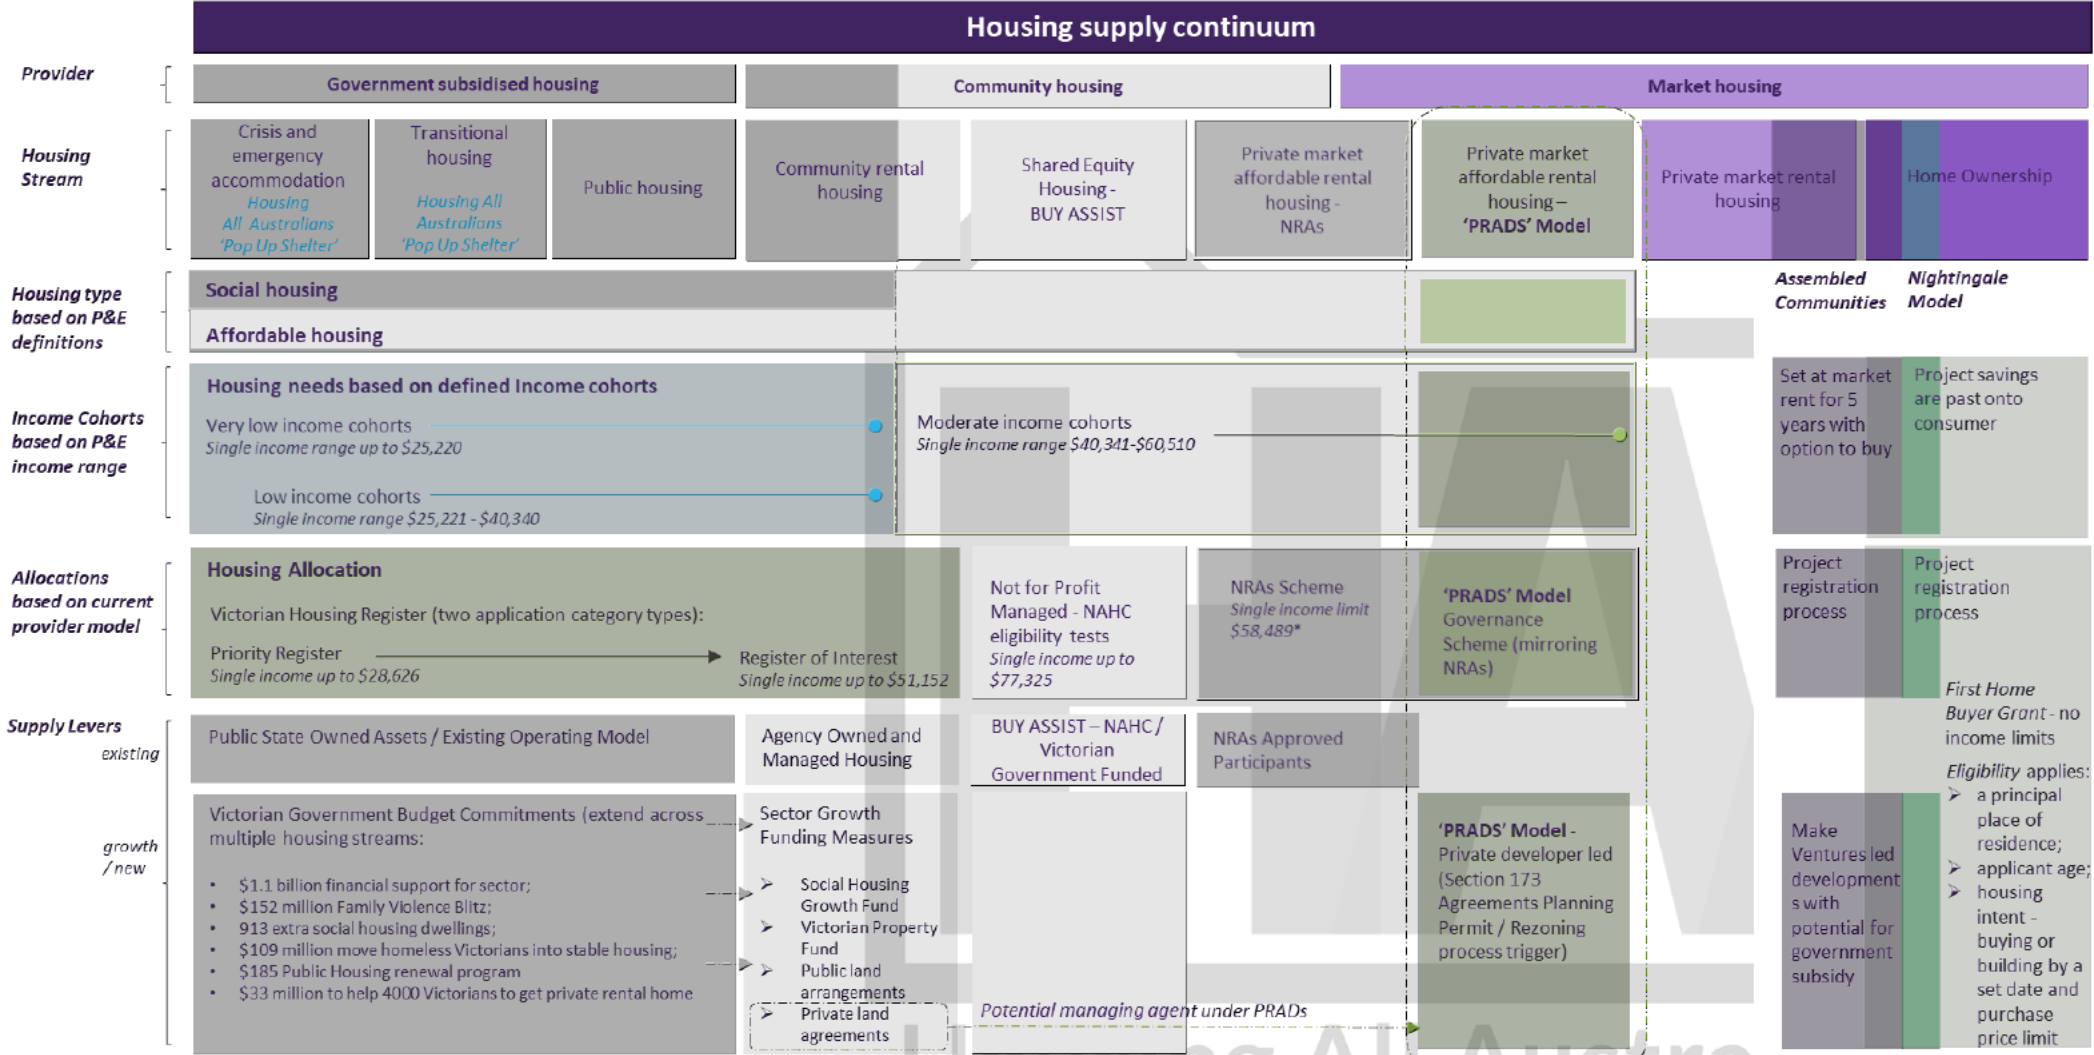 Housing supply continuum
Provider
Government subsidised housing
Community housing
Market housing
Housing
Stream
Crisis and
emergency
accommodation
Housing
All Australians
'Pop Up Shelter'
Transitional
housing
Housing All
Australians
'Pop Up Shelter'
Public housing
Community rental
housing
Shared Equity
Housing -
BUY ASSIST
Private market
affordable rental
housing -
NRAs
Private market
affordable rental
housing –
'PRADS' Model
Private market rental
housing
Home Ownership
Assembled
Communities
Nightingale
Model
Housing type
based on P&E
definitions
Social housing
Affordable housing
Income Cohorts
based on P&E
income range
Housing needs based on defined Income cohorts
Very low income cohorts
Single income range up to $25,220
Low income cohorts
Single income range $25,221 - $40,340
Moderate income cohorts
Single income range $40,341-$60,510
Set at market
rent for 5
years with
option to buy
Project savings
are past onto
consumer
Allocations
based on current
provider model
Housing Allocation
Victorian Housing Register (two application category types):
Priority Register
Single income up to $28,626
Register of Interest
Single income up to $51,152
Not for Profit
Managed - NAHC
eligibility tests
Single income up to
$77,325
NRAs Scheme
Single income limit
$58,489*
'PRADS' Model
Governance
Scheme (mirroring
NRAs)
Project
registration
process
Project
registration
process
First Home
Buyer Grant - no
income limits
Eligibility applies:
➢ a principal
place of
residence;
➢ applicant age;
➢ housing
intent -
buying or
building by a
set date and
purchase
price limit
Supply Levers
existing
Public State Owned Assets / Existing Operating Model
Agency Owned and
Managed Housing
BUY ASSIST – NAHC /
Victorian
Government Funded
NRAs Approved
Participants
growth
/ new
Victorian Government Budget Commitments (extend across
multiple housing streams:
• $1.1 billion financial support for sector;
• $152 million Family Violence Blitz;
• 913 extra social housing dwellings;
• $109 million move homeless Victorians into stable housing;
• $185 Public Housing renewal program
• $33 million to help 4000 Victorians to get private rental home
Sector Growth
Funding Measures
➢ Social Housing
Growth Fund
➢ Victorian Property
Fund
➢ Public land
arrangements
➢ Private land
agreements
Potential managing agent under PRADs
'PRADS' Model -
Private developer led
(Section 173
Agreements Planning
Permit / Rezoning
process trigger)
Make
Ventures led
development
s with
potential for
government
subsidy